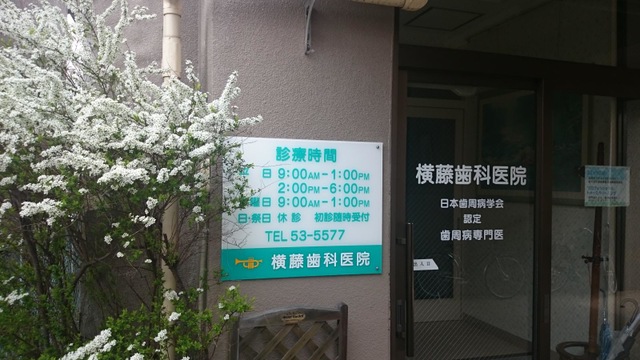 診療時間
日 9:00AM-1:00PM
2:00PM-6:00PM
曜日 9:00AM-1:00PM
日・祭日 休診 初診随時受付
TEL 53-5577
横藤歯科医院
横藤歯科医院
日本歯周病学会
認定
歯周病専門医
出入口